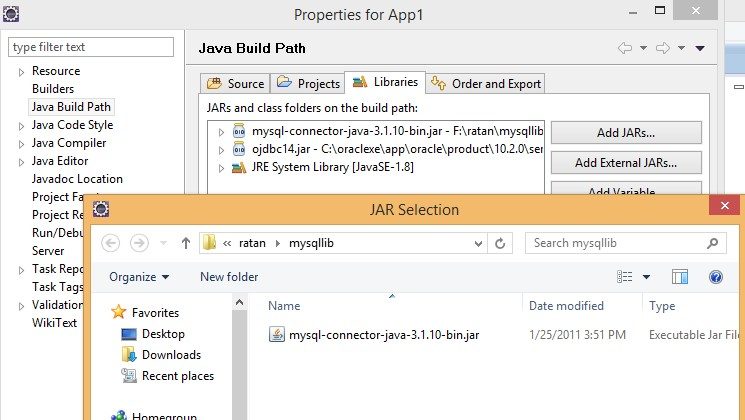 Properties for App1
type filter text
Resource
Builders
Java Build Path
Java Code Style
Java Compiler
Java Editor
Javadoc Location
Project Face
Run/Debu
Server
Task Repo
Task Tags
Validation
WikiText
Java Build Path
Source
Projects
Libraries
Order and Export
JARs and class folders on the build path:
mysql-connector-java-3.1.10-bin.jar - F:\ratan\mysqllib
ojdbc14.jar - C:\oraclexe\app\oracle\product\10.2.0\ser
JRE System Library [JavaSE-1.8]
Add JARs...
Add External JARs...
Add Variable
JAR Selection
« ratan mysqllib
Search mysqllib
Organize
New folder
Favorites
Desktop
Downloads
Recent places
Homegroup
Name
Date modified
Type
mysql-connector-java-3.1.10-bin.jar
1/25/2011 3:51 PM
Executable Jar File